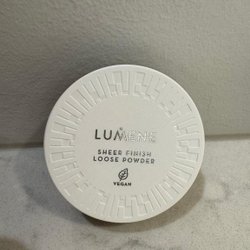 LUMENE
SHEER FINISH
LOOSE POWDER
VEGAN